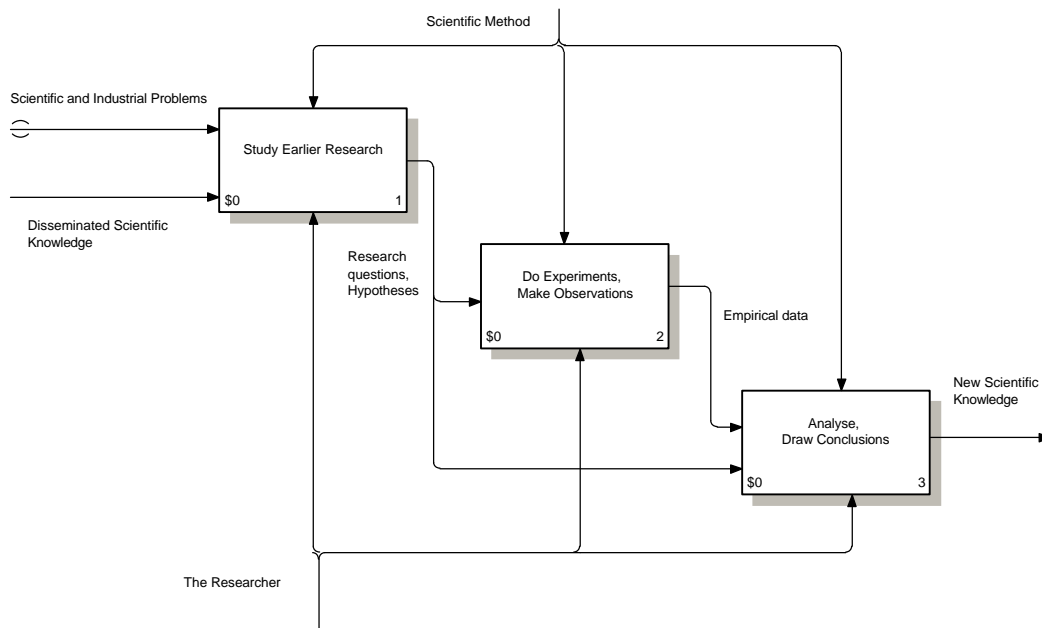 Scientific Method
Scientific and Industrial Problems
Study Earlier Research
$0
1
Disseminated Scientific
Knowledge
Research
questions,
Hypotheses
Do Experiments,
Make Observations
$0
2
Empirical data
New Scientific
Knowledge
Analyse,
Draw Conclusions
$0
3
The Researcher